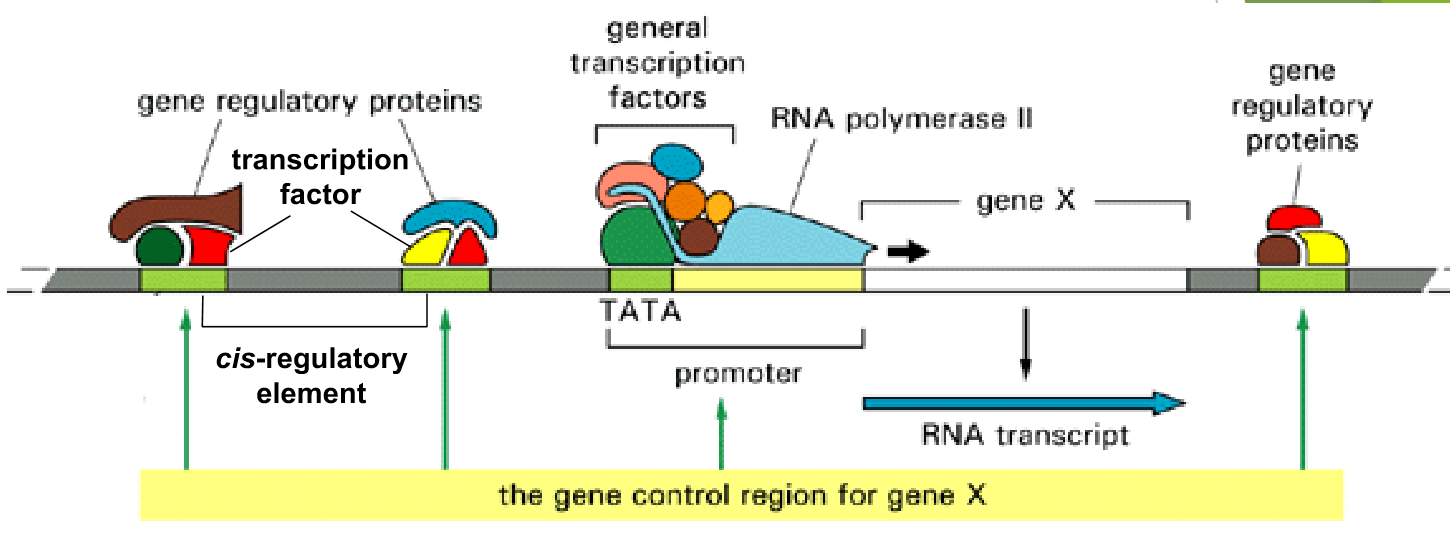 general
transcription
factors
gene regulatory proteins
RNA polymerase II
gene
regulatory
proteins
transcription
factor
gene X
TATA
cis-regulatory
element
promoter
RNA transcript
the gene control region for gene X